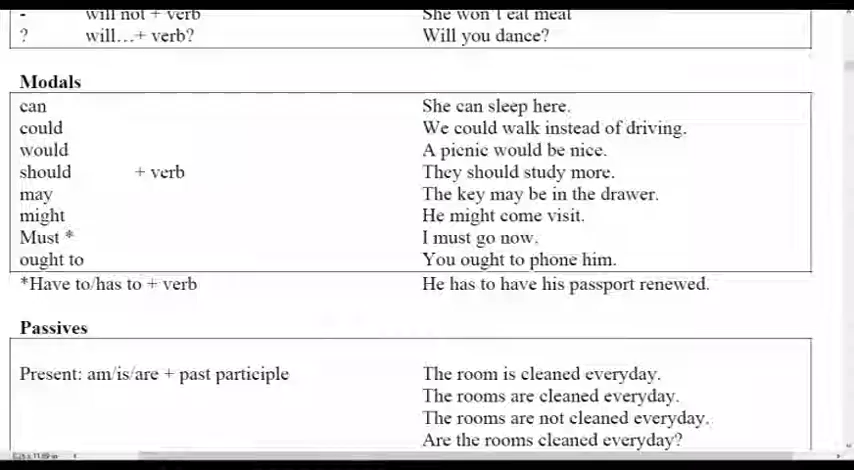 - will not + verb She won't eat meat
? will…+ verb? Will you dance?
Modals
can She can sleep here.
could We could walk instead of driving.
would A picnic would be nice.
should + verb They should study more.
may The key may be in the drawer.
might He might come visit.
Must * I must go now.
ought to You ought to phone him.
*Have to/has to + verb He has to have his passport renewed.
Passives
Present: am/is/are + past participle The room is cleaned everyday.
The rooms are cleaned everyday.
The rooms are not cleaned everyday.
Are the rooms cleaned everyday?